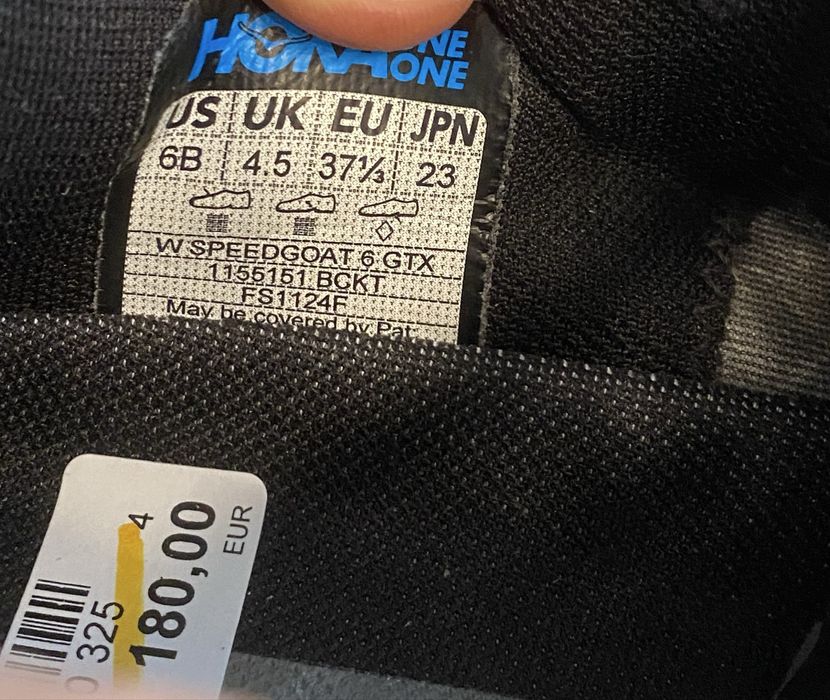 HOKA ONE
ONE
US UK EU JPN
6B 4.5 37⅓ 23
W SPEEDGOAT 6 GTX
1155151 BCKT
FS1124F
May be covered by Pat
325
4
180,00
EUR